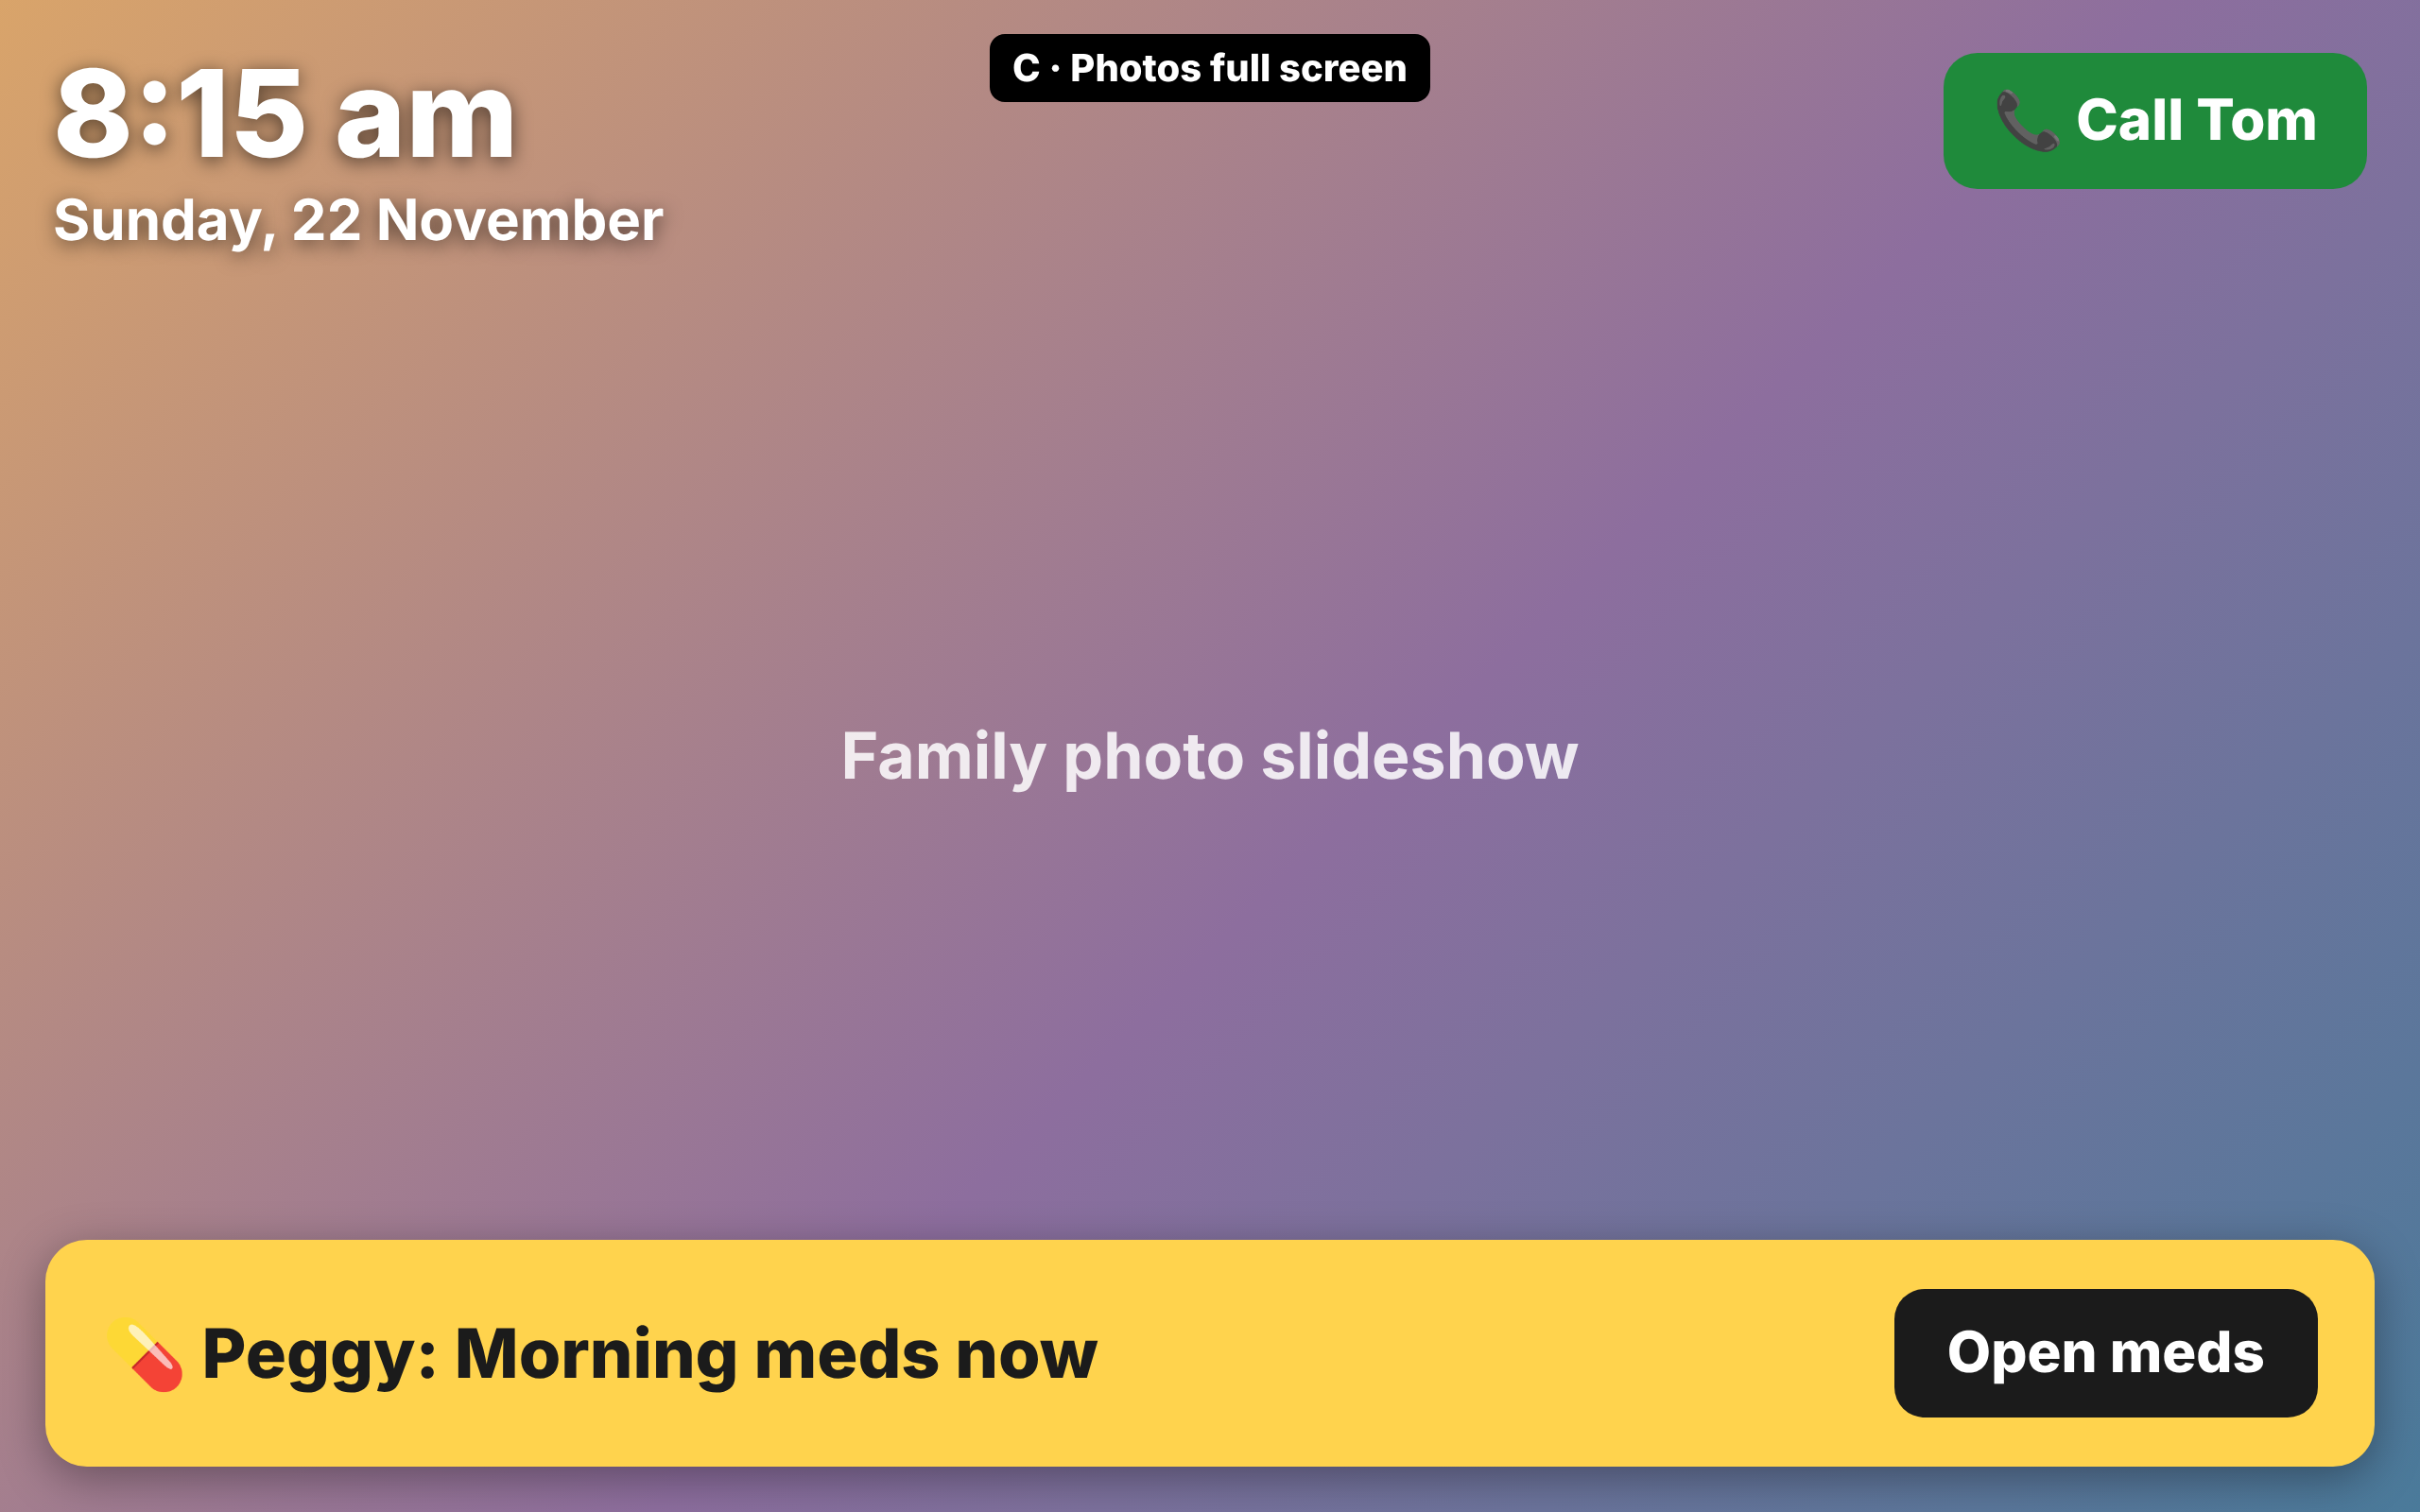 8:15 am
C · Photos full screen
📞 Call Tom
Sunday, 22 November
Family photo slideshow
💊 Peggy: Morning meds now
Open meds